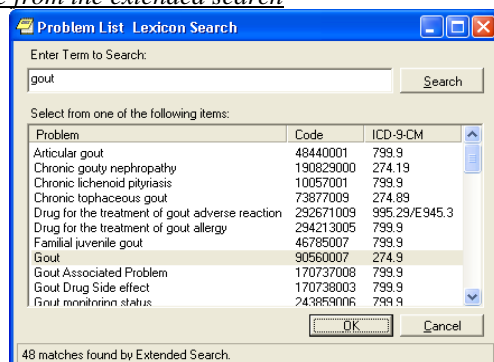 from the extended search
Problem List Lexicon Search
Enter Term to Search:
gout
Search
Select from one of the following items:
Problem Code ICD-9-CM
Articular gout 48440001 799.9
Chronic gouty nephropathy 190829000 274.19
Chronic lichenoid pityriasis 10057001 799.9
Chronic tophaceous gout 73877009 274.89
Drug for the treatment of gout adverse reaction 292671009 995.29/E945.3
Drug for the treatment of gout allergy 294213005 799.9
Familial juvenile gout 46785007 799.9
Gout 90560007 274.9
Gout Associated Problem 170737008 799.9
Gout Drug Side effect 170738003 799.9
Gout monitoring status 243859006 799.9
OK Cancel
48 matches found by Extended Search.